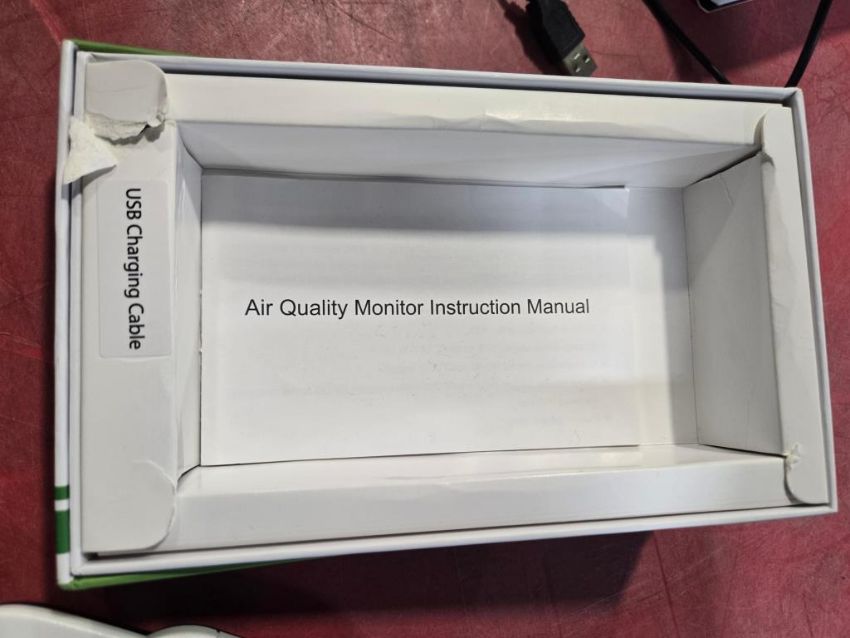 USB Charging Cable
Air Quality Monitor Instruction Manual